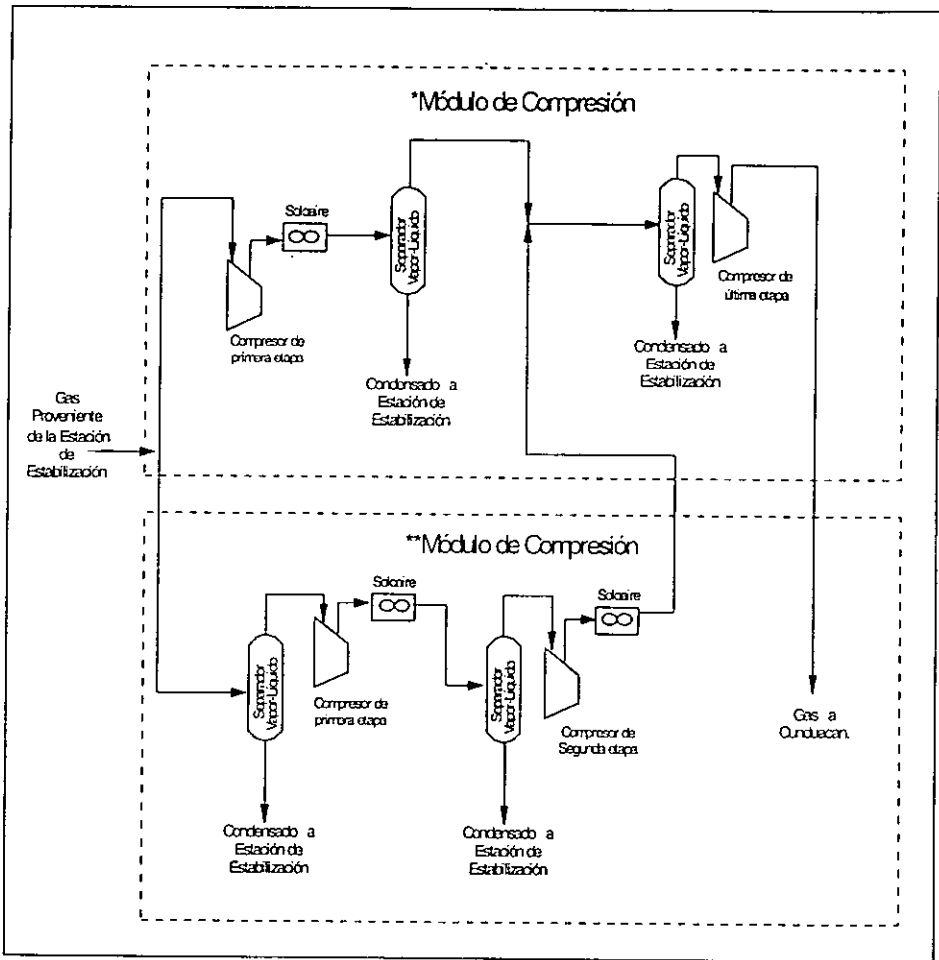 *Módulo de Compresión
Soloaire
Separador
Vapor-Líquido
Separador
Vapor-Líquido
Compresor de
última etapa
Compresor de
primera etapa
Condensado a
Estación de
Estabilización
Condensado a
Estación de
Estabilización
Gas
Proveniente
de la Estación
de
Estabilización
**Módulo de Compresión
Soloaire
Soloaire
Separador
Vapor-Líquido
Separador
Vapor-Líquido
Compresor de
primera etapa
Compresor de
Segunda etapa
Gas a
Cunduacan.
Condensado a
Estación de
Estabilización
Condensado a
Estación de
Estabilización